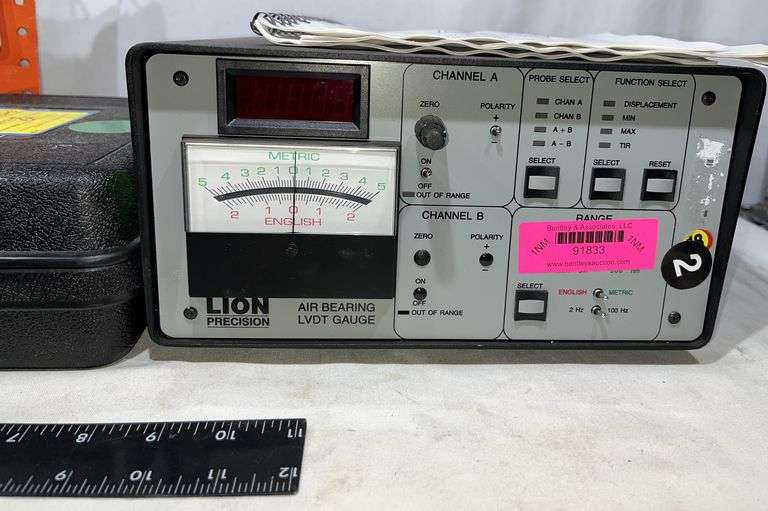 METRIC
5 4 3 2 1 0 1 2 3 4 5
2 1 0 1 2
ENGLISH
LION
PRECISION
AIR BEARING
LVDT GAUGE
CHANNEL A
ZERO
POLARITY
+
−
ON
OFF
OUT OF RANGE
CHANNEL B
ZERO
POLARITY
+
−
ON
OFF
OUT OF RANGE
PROBE SELECT
CHAN A
CHAN B
A + B
A − B
SELECT
FUNCTION SELECT
DISPLACEMENT
MIN
MAX
TIR
SELECT
RESET
RANGE
Bentley & Associates, LLC
1NM
1NM
91833
www.bentleysauction.com
SELECT
ENGLISH
METRIC
2 Hz
100 Hz
2
7 8 9 10 11
9 10 11 12